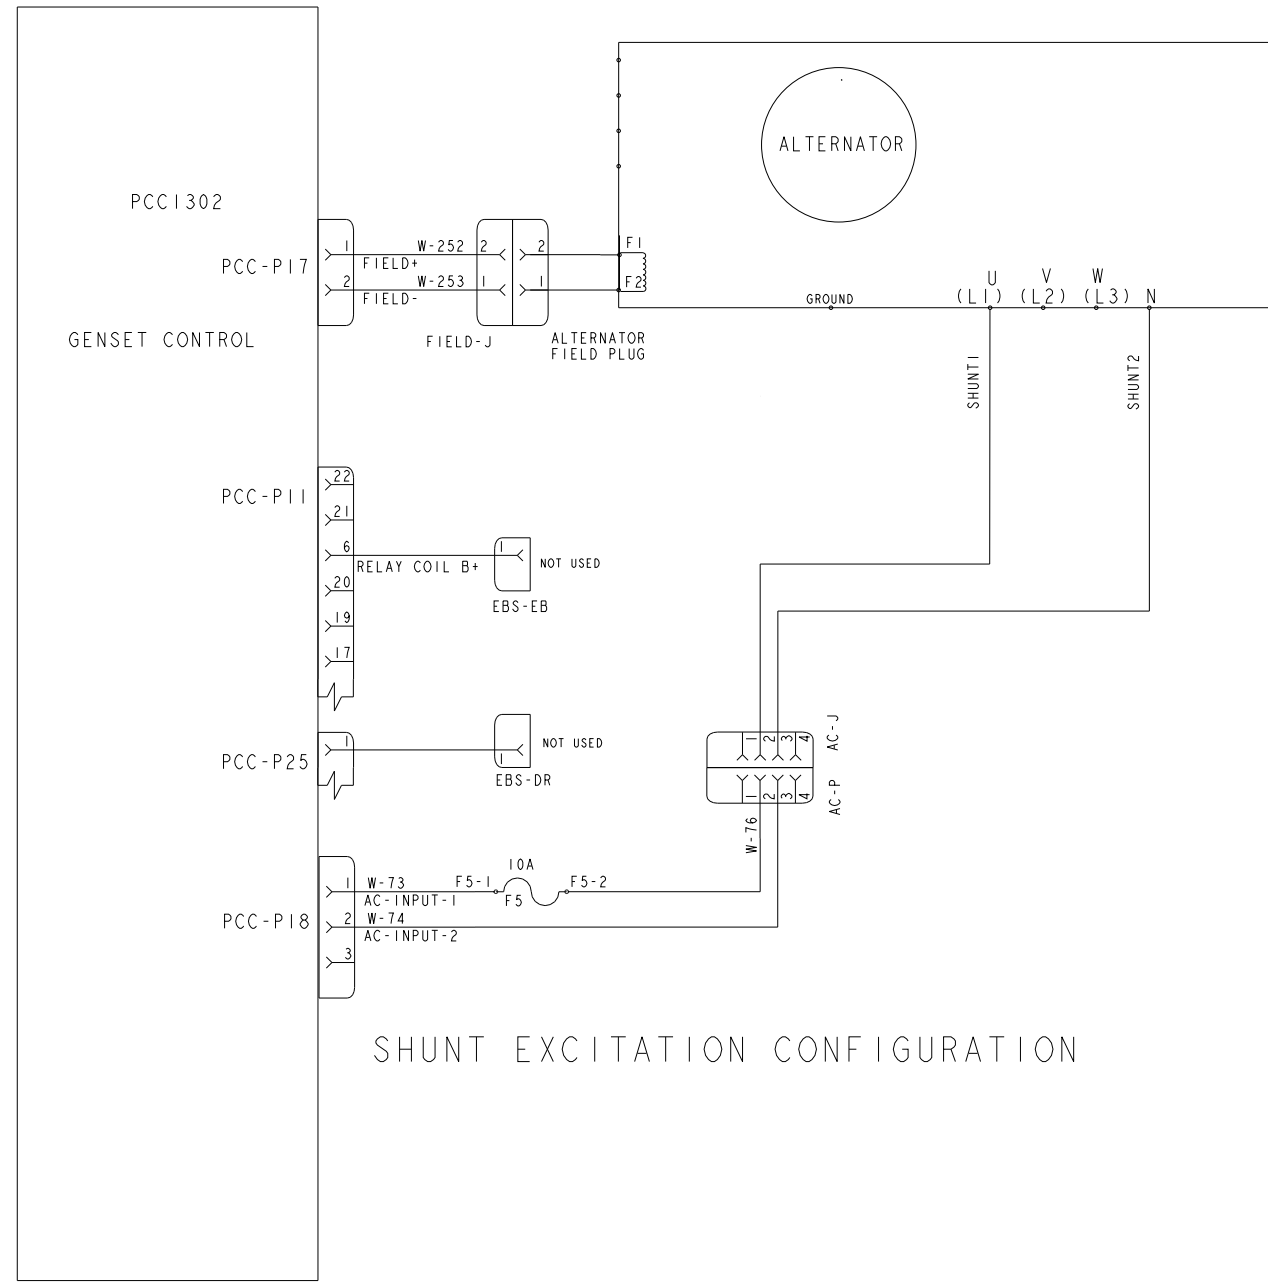 ALTERNATOR
PCC1302
PCC-P17
1 W-252 2 2 F1
FIELD+
2 W-253 1 1 F2
FIELD-
U V W
(L1) (L2) (L3) N
GROUND
GENSET CONTROL
FIELD-J
ALTERNATOR
FIELD PLUG
SHUNT1
SHUNT2
PCC-P11
22
21
6
RELAY COIL B+
1
NOT USED
EBS-EB
20
19
17
PCC-P25
1
1
NOT USED
EBS-DR
1 2 3 4
AC-J
1 2 3 4
AC-P
W-76
PCC-P18
10A
1 W-73 F5-1 F5 F5-2
AC-INPUT-1
2 W-74
AC-INPUT-2
3
SHUNT EXCITATION CONFIGURATION